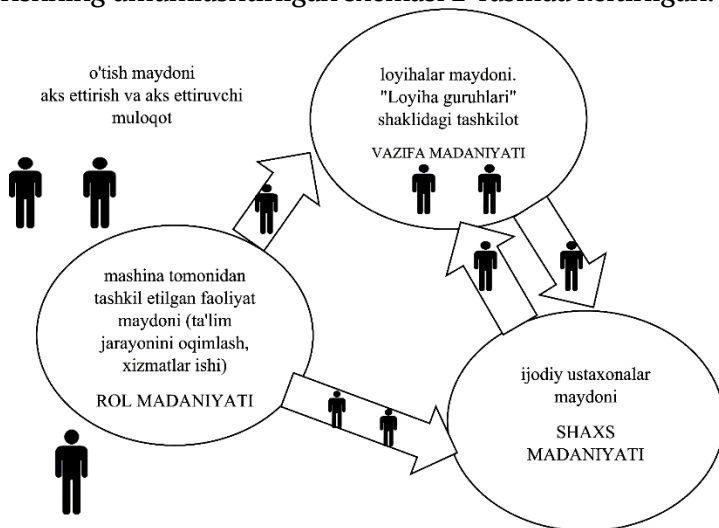 o'tish maydoni
aks ettirish va aks ettiruvchi
muloqot
loyihalar maydoni.
"Loyiha guruhlari"
shaklidagi tashkilot
VAZIFA MADANIYATI
mashina tomonidan
tashkil etilgan faoliyat
maydoni (ta'lim
jarayonini oqimlash,
xizmatlar ishi)
ROL MADANIYATI
ijodiy ustaxonalar
maydoni
SHAXS
MADANIYATI